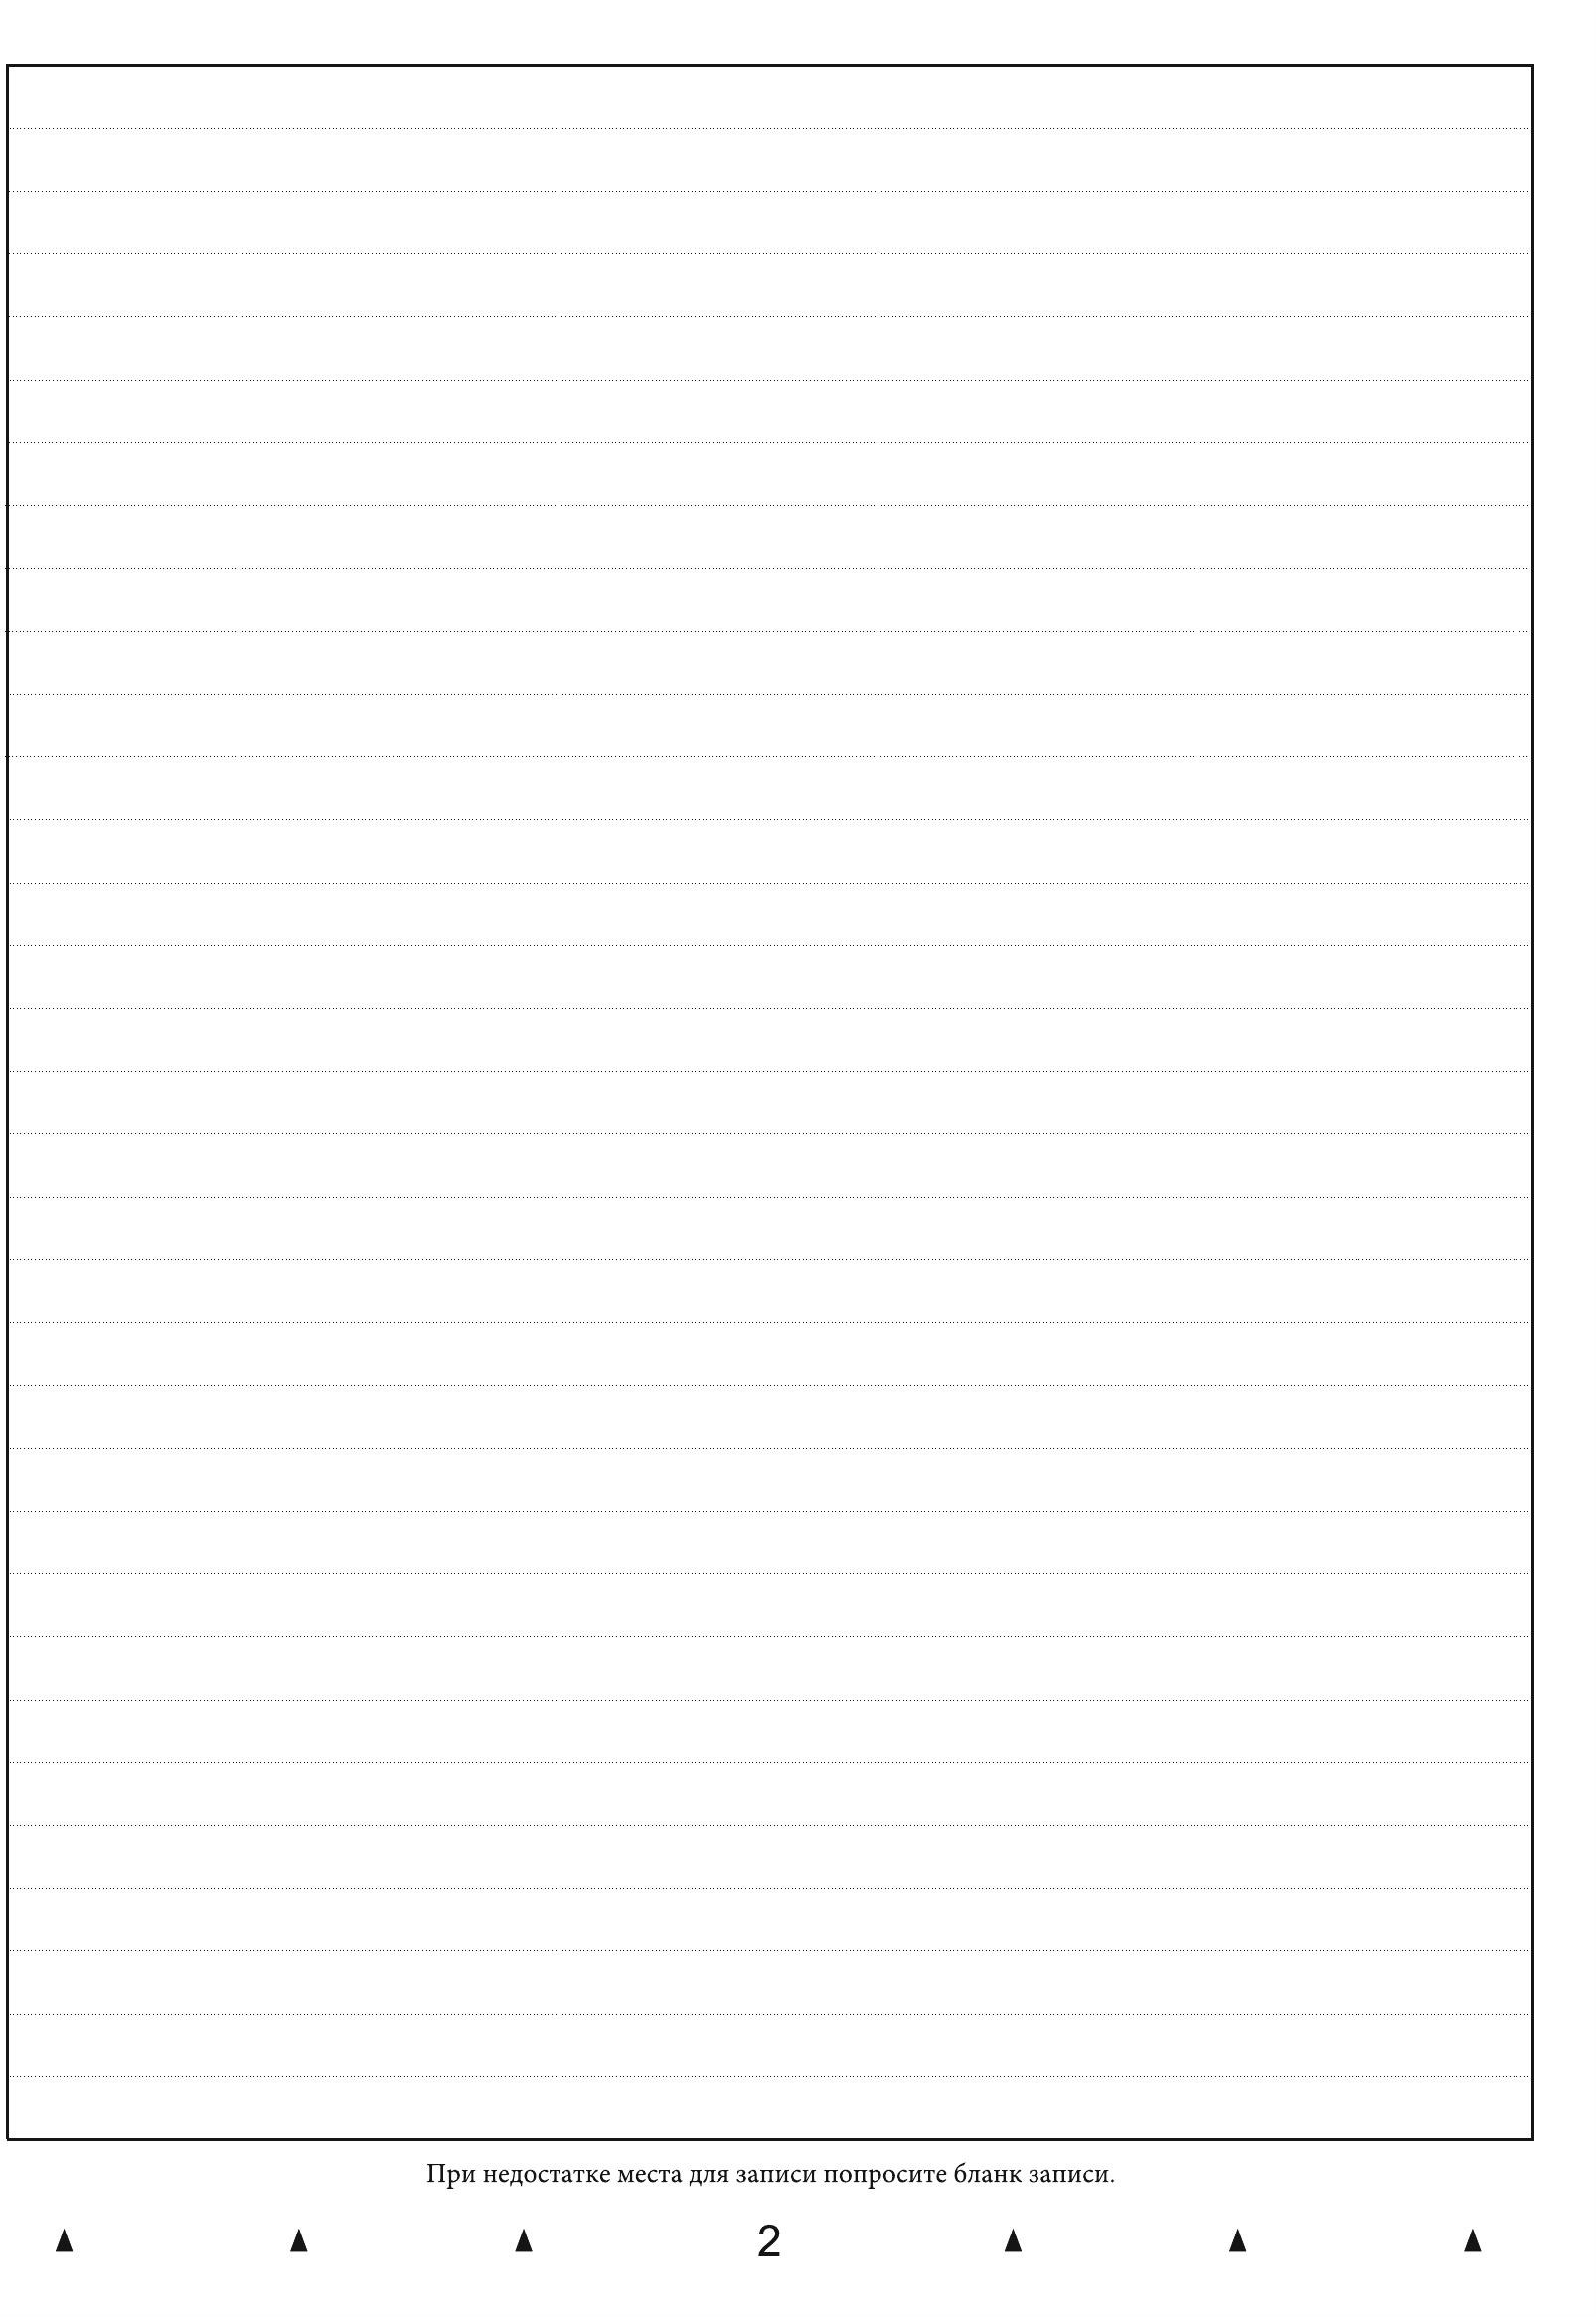 При недостатке места для записи попросите бланк записи.
2